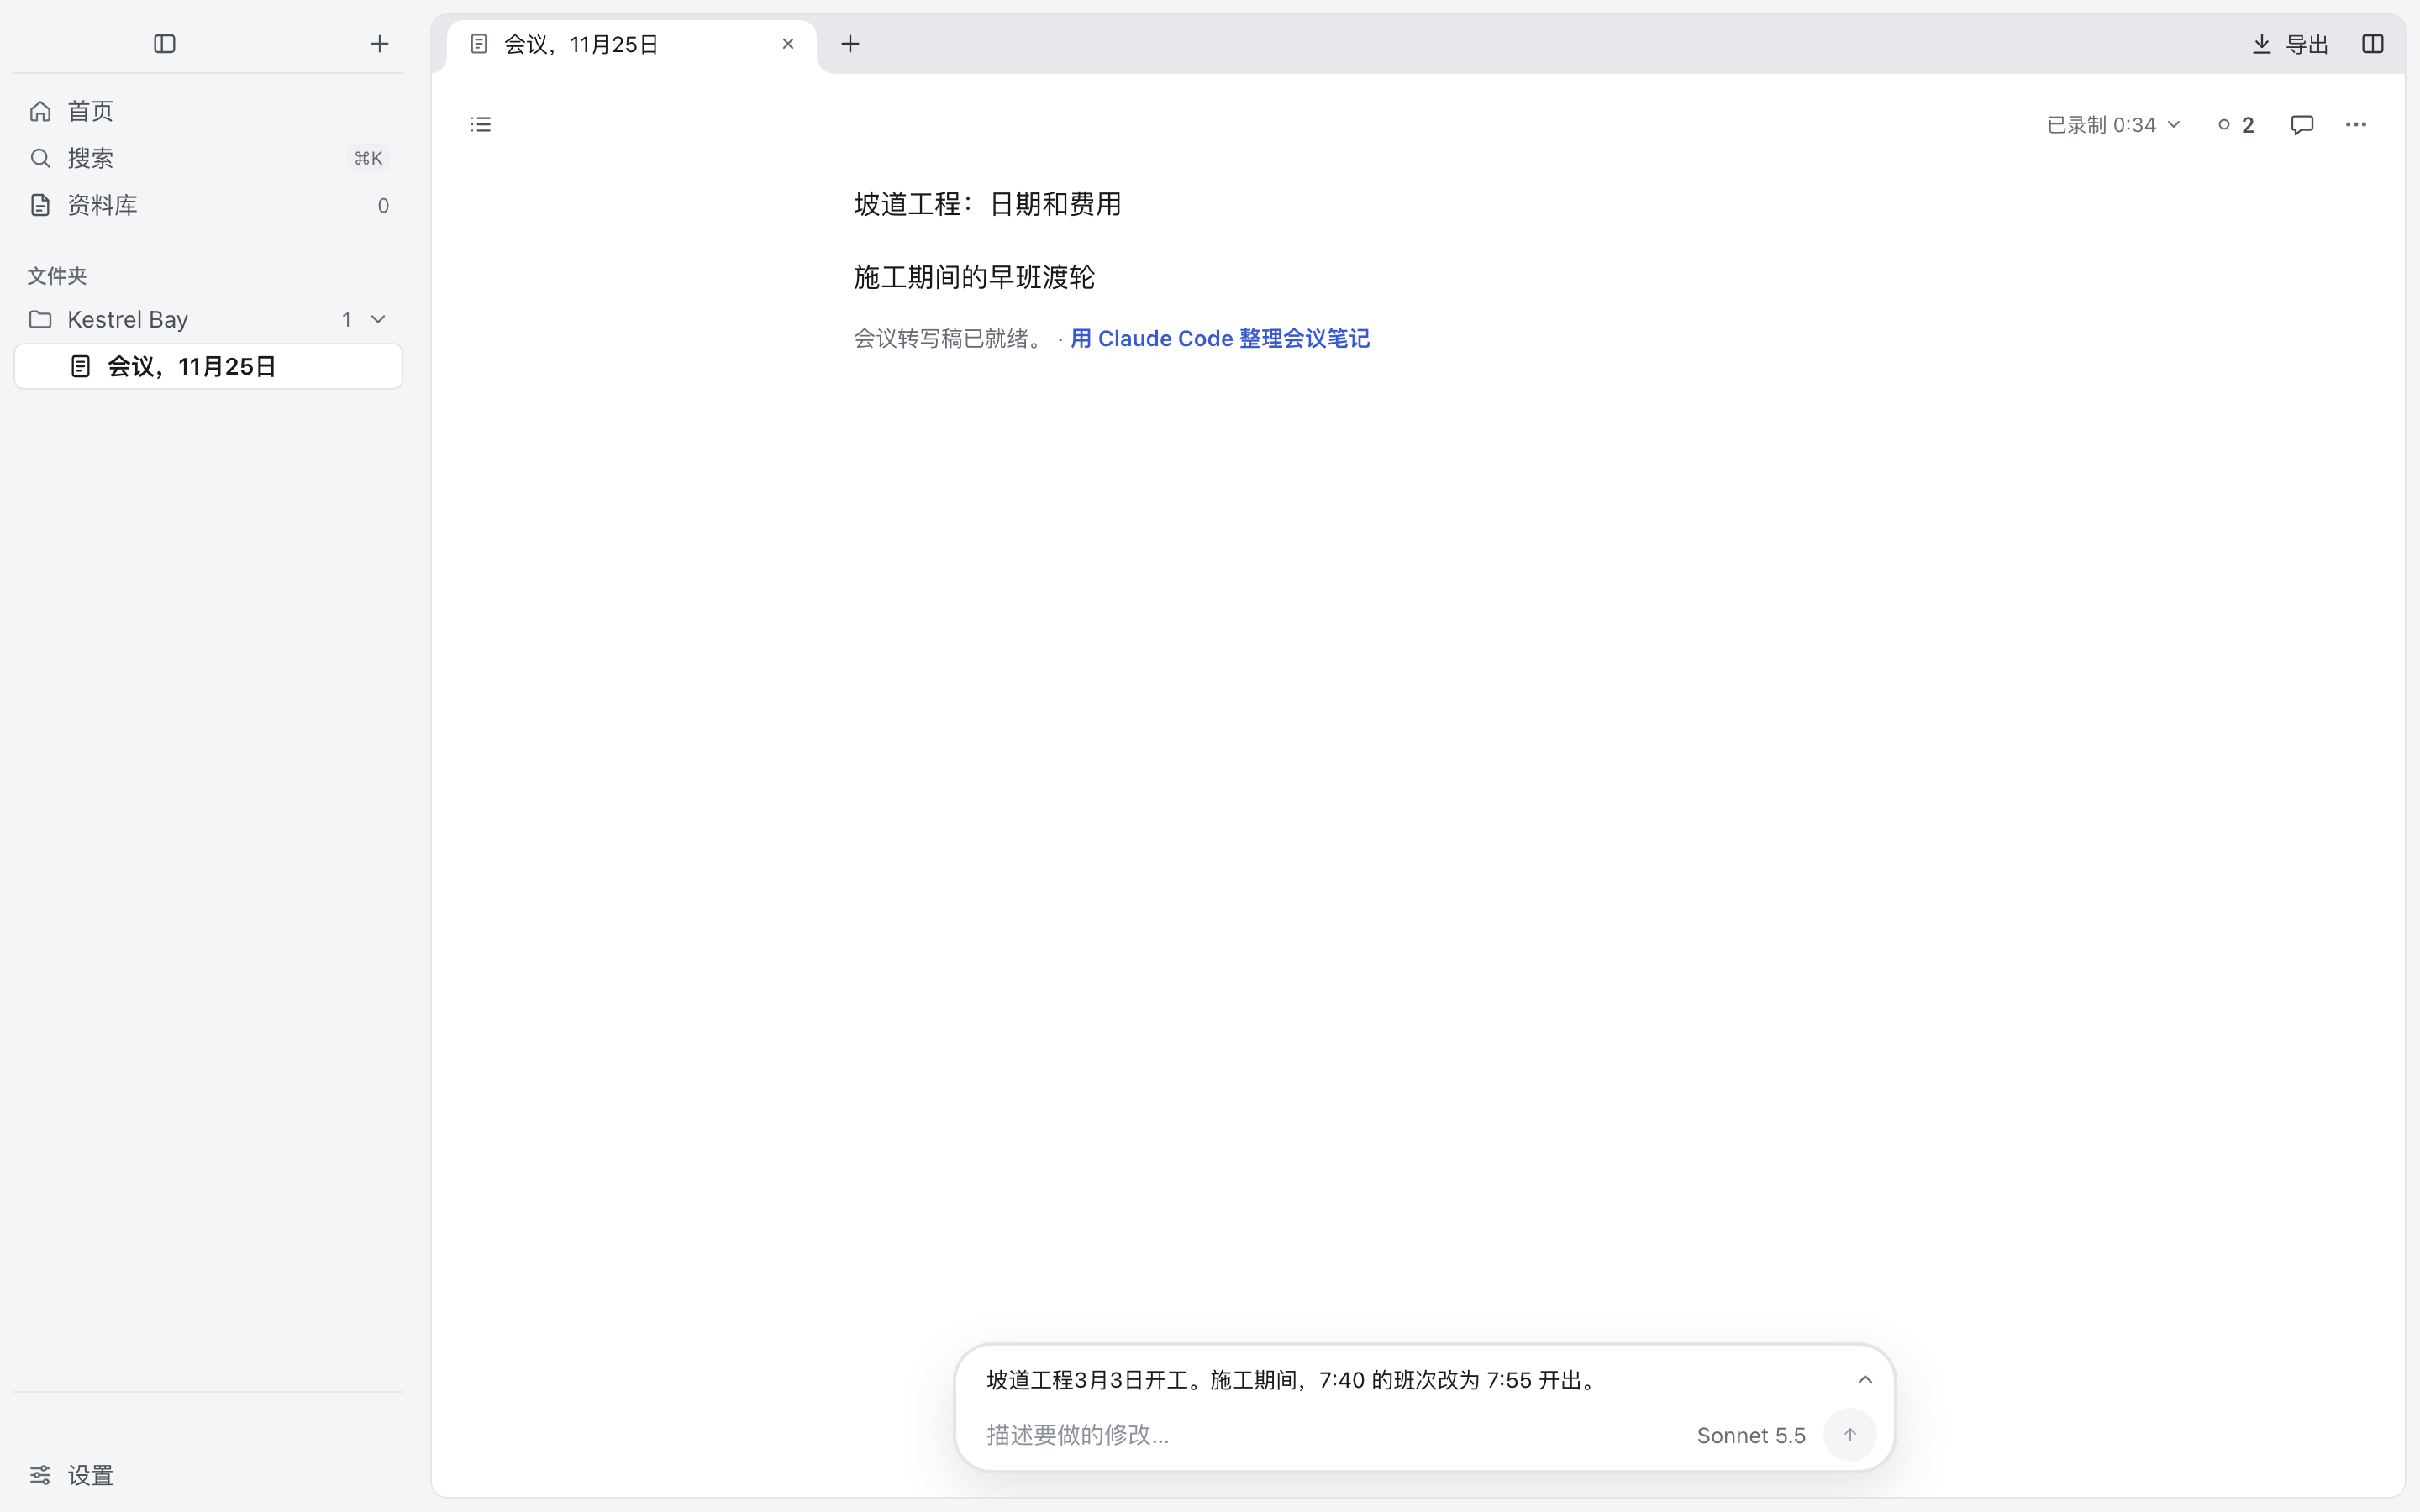 首页
搜索 ⌘K
资料库 0
文件夹
Kestrel Bay 1
会议，11月25日
设置
会议，11月25日
导出
已录制 0:34
2
坡道工程：日期和费用
施工期间的早班渡轮
会议转写稿已就绪。 · 用 Claude Code 整理会议笔记
坡道工程3月3日开工。施工期间，7:40 的班次改为 7:55 开出。
描述要做的修改... Sonnet 5.5